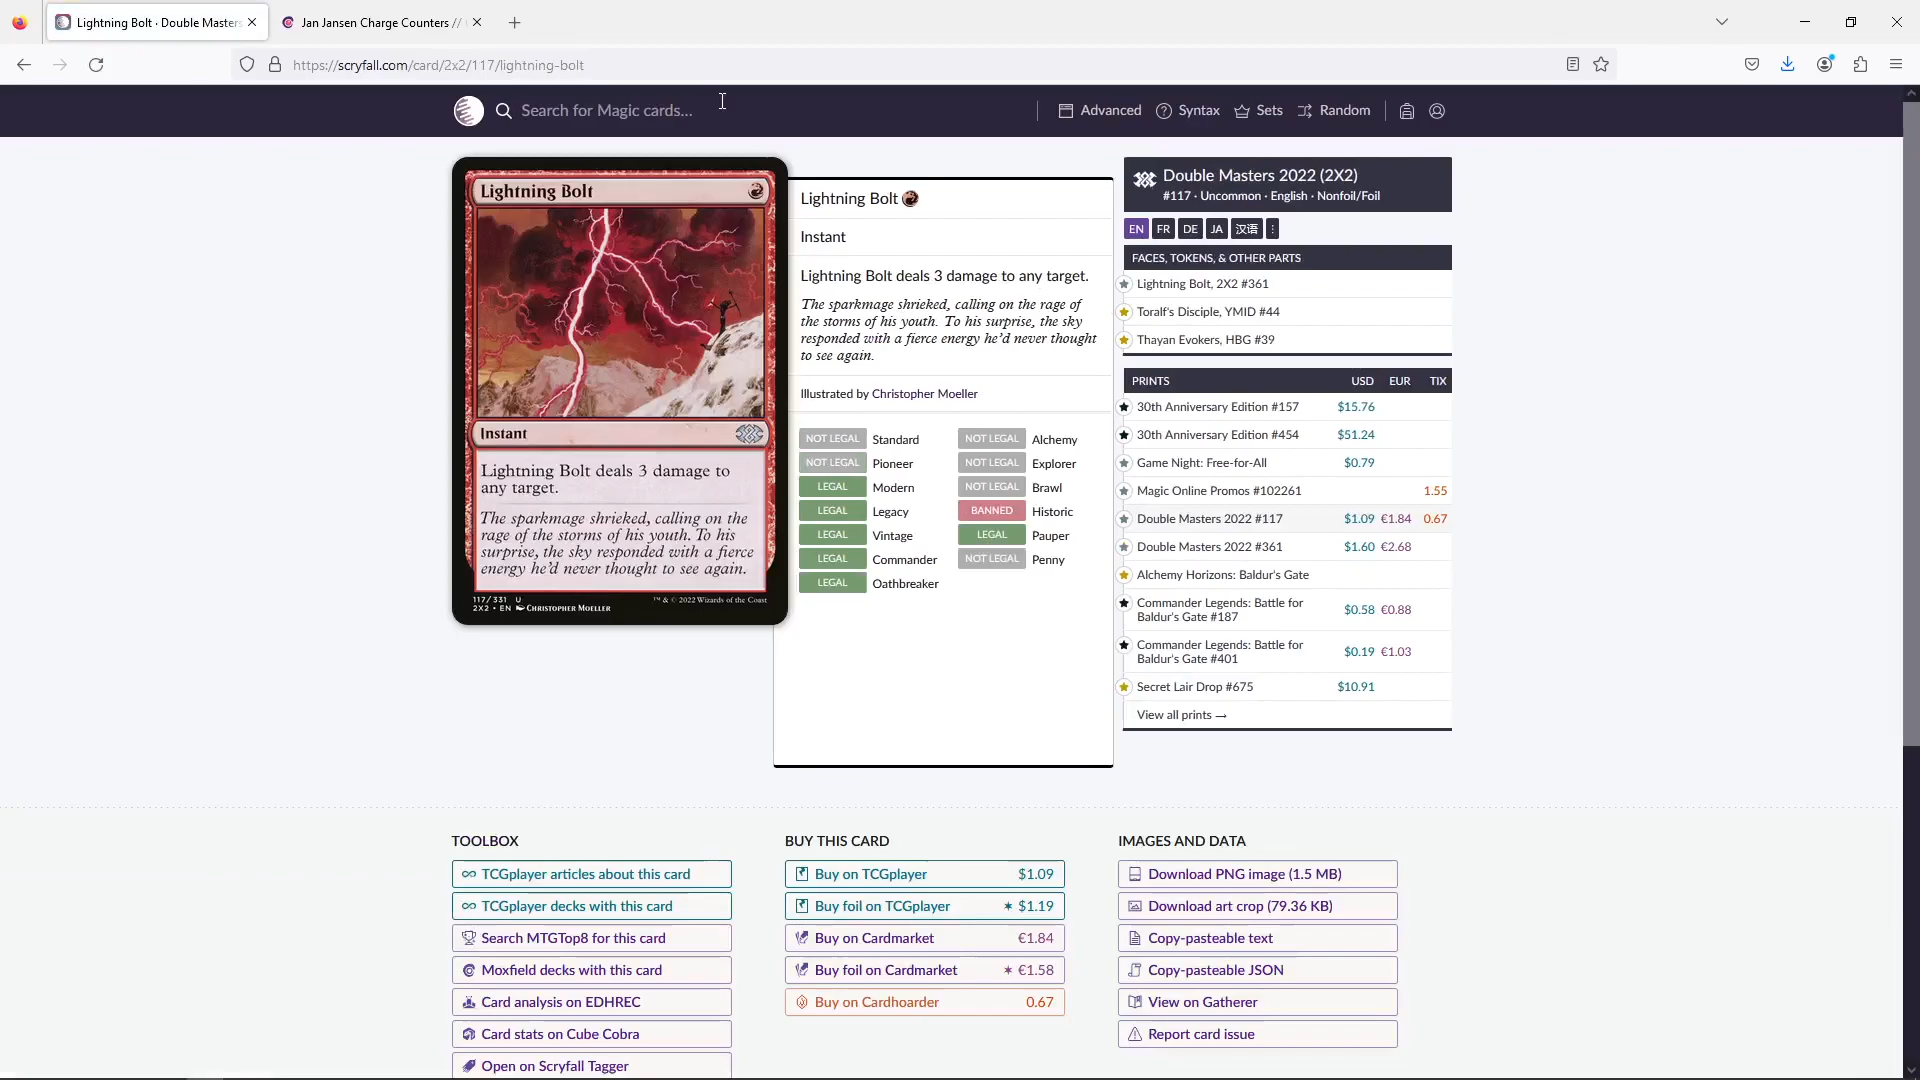 Lightning Bolt · Double Masters
Jan Jansen Charge Counters //
https://scryfall.com/card/2x2/117/lightning-bolt
Search for Magic cards...
Advanced
Syntax
Sets
Random
Lightning Bolt
Instant
Lightning Bolt deals 3 damage to
any target.
The sparkmage shrieked, calling on the
rage of the storms of his youth. To his
surprise, the sky responded with a fierce
energy he'd never thought to see again.
117/331 U
2X2 • EN Christopher Moeller
™ & © 2022 Wizards of the Coast
Lightning Bolt
Instant
Lightning Bolt deals 3 damage to any target.
The sparkmage shrieked, calling on the rage of
the storms of his youth. To his surprise, the sky
responded with a fierce energy he'd never thought
to see again.
Illustrated by Christopher Moeller
NOT LEGAL Standard NOT LEGAL Alchemy
NOT LEGAL Pioneer NOT LEGAL Explorer
LEGAL Modern NOT LEGAL Brawl
LEGAL Legacy BANNED Historic
LEGAL Vintage LEGAL Pauper
LEGAL Commander NOT LEGAL Penny
LEGAL Oathbreaker
Double Masters 2022 (2X2)
#117 · Uncommon · English · Nonfoil/Foil
EN FR DE JA 汉语
FACES, TOKENS, & OTHER PARTS
Lightning Bolt, 2X2 #361
Toralf's Disciple, YMID #44
Thayan Evokers, HBG #39
PRINTS USD EUR TIX
30th Anniversary Edition #157 $15.76
30th Anniversary Edition #454 $51.24
Game Night: Free-for-All $0.79
Magic Online Promos #102261 1.55
Double Masters 2022 #117 $1.09 €1.84 0.67
Double Masters 2022 #361 $1.60 €2.68
Alchemy Horizons: Baldur's Gate
Commander Legends: Battle for
Baldur's Gate #187 $0.58 €0.88
Commander Legends: Battle for
Baldur's Gate #401 $0.19 €1.03
Secret Lair Drop #675 $10.91
View all prints →
TOOLBOX
TCGplayer articles about this card
TCGplayer decks with this card
Search MTGTop8 for this card
Moxfield decks with this card
Card analysis on EDHREC
Card stats on Cube Cobra
Open on Scryfall Tagger
BUY THIS CARD
Buy on TCGplayer $1.09
Buy foil on TCGplayer ✶ $1.19
Buy on Cardmarket €1.84
Buy foil on Cardmarket ✶ €1.58
Buy on Cardhoarder 0.67
IMAGES AND DATA
Download PNG image (1.5 MB)
Download art crop (79.36 KB)
Copy-pasteable text
Copy-pasteable JSON
View on Gatherer
Report card issue